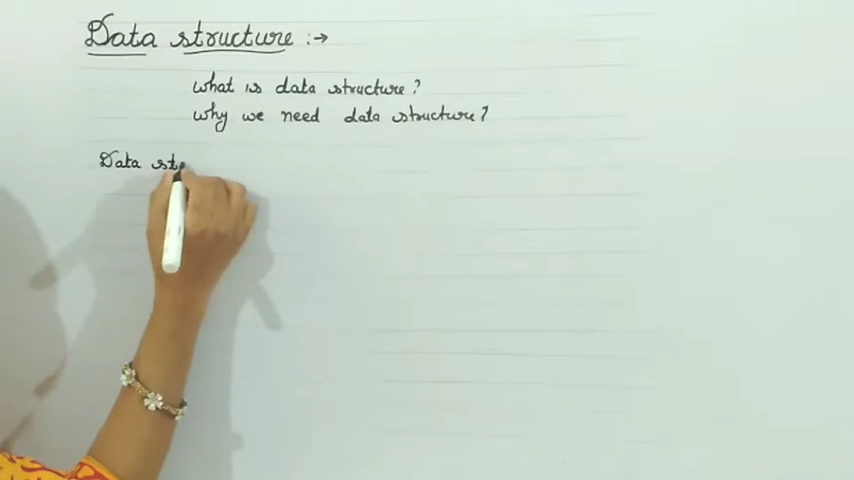 Data structure :→
what is data structure?
why we need data structure?
Data st